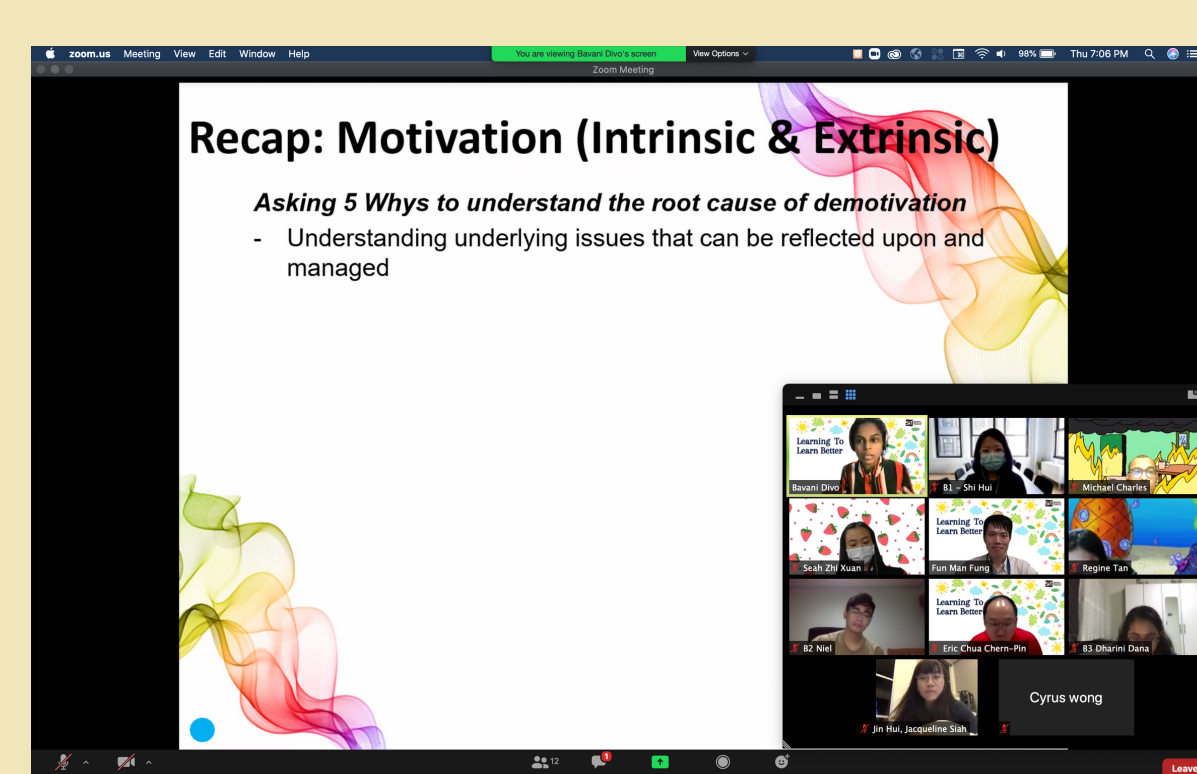 zoom.us Meeting View Edit Window Help
You are viewing Bavani Divo's screen
View Options
98%
Thu 7:06 PM
Zoom Meeting
Recap: Motivation (Intrinsic & Extrinsic)
Asking 5 Whys to understand the root cause of demotivation
- Understanding underlying issues that can be reflected upon and
managed
Learning To
Learn Better
Bavani Divo
B1 - Shi Hui
Michael Charles
Seah Zhi Xuan
Learning To
Learn Better
Fun Man Fung
Regine Tan
B2 Niel
Learning To
Learn Better
Eric Chua Chern-Pin
B3 Dharini Dana
Jin Hui, Jacqueline Siah
Cyrus wong
12
1
Leave